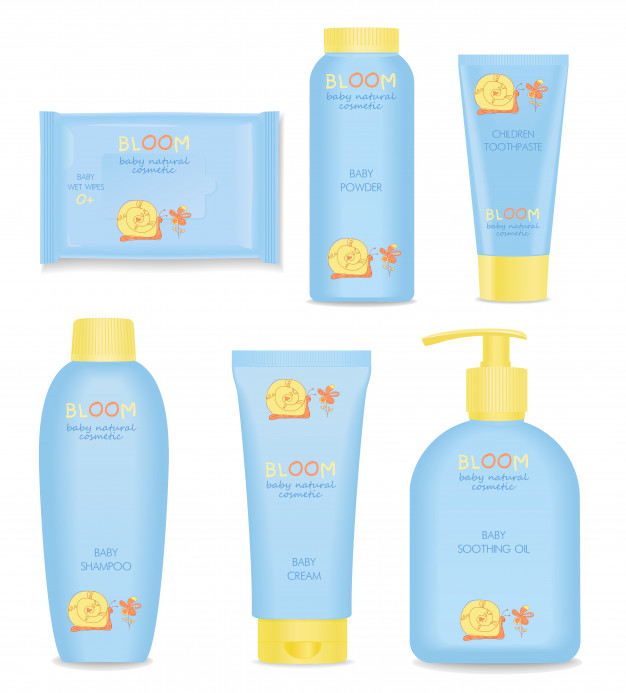 BLOOM
baby natural
cosmetic
BABY
WET WIPES
0+
BLOOM
baby natural
cosmetic
BABY
POWDER
CHILDREN
TOOTHPASTE
BLOOM
baby natural
cosmetic
BLOOM
baby natural
cosmetic
BABY
SHAMPOO
BLOOM
baby natural
cosmetic
BABY
CREAM
BLOOM
baby natural
cosmetic
BABY
SOOTHING OIL